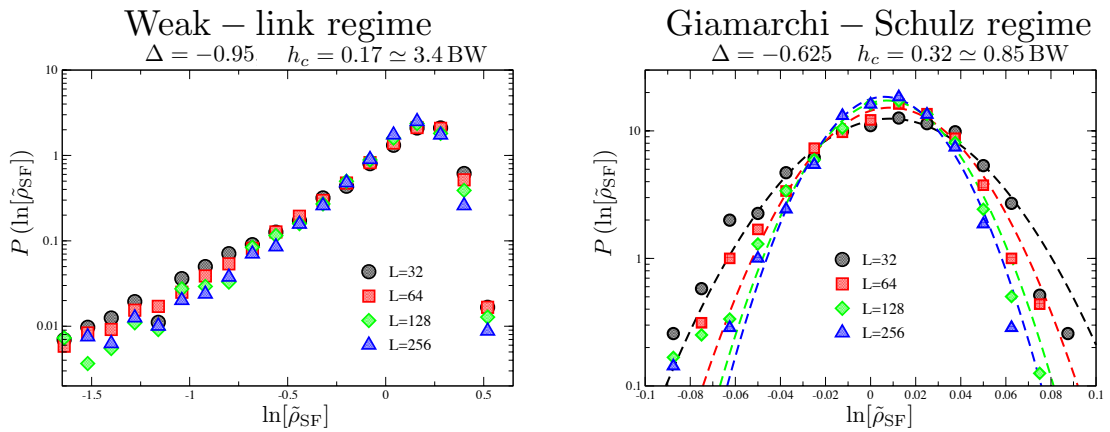 Weak − link regime
Δ = −0.95. h_c = 0.17 ≃ 3.4 BW
10
1
0.1
0.01
P (ln[ρ̃_SF])
L=32
L=64
L=128
L=256
-1.5 -1 -0.5 0 0.5
ln[ρ̃_SF]
Giamarchi − Schulz regime
Δ = −0.625 h_c = 0.32 ≃ 0.85 BW
10
1
0.1
P (ln[ρ̃_SF])
L=32
L=64
L=128
L=256
-0.1 -0.08 -0.06 -0.04 -0.02 0 0.02 0.04 0.06 0.08 0.1
ln[ρ̃_SF]